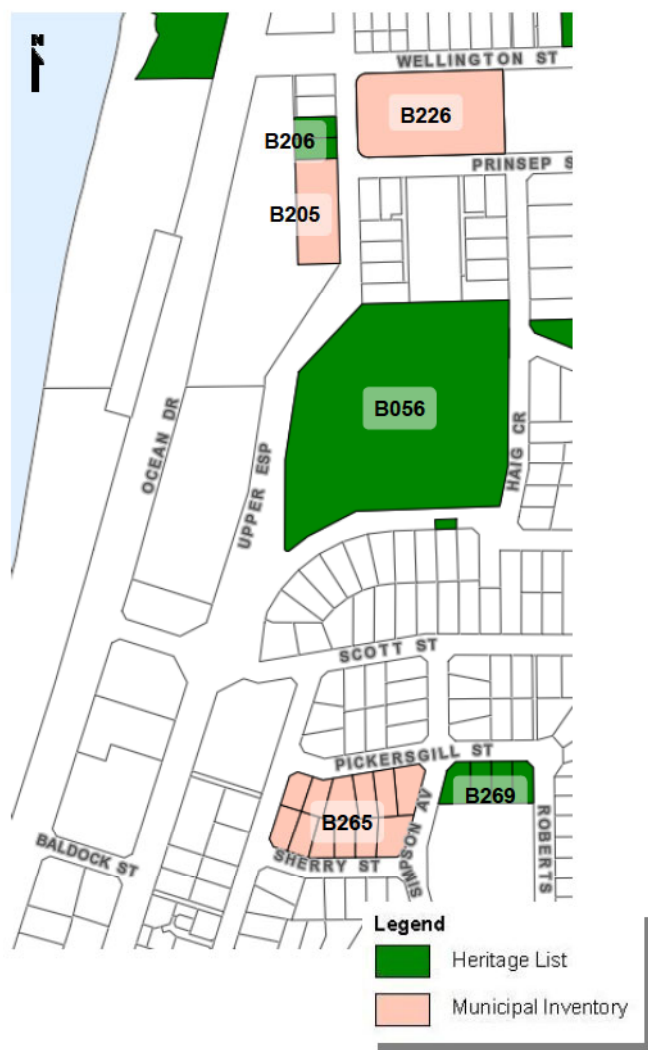 N
WELLINGTON ST
B226
B206
PRINSEP S
B205
B056
OCEAN DR
HAIG CR
UPPER ESP
SCOTT ST
PICKERSGILL ST
B269
B265
SIMPSON AV
ROBERTS
BALDOCK ST
SHERRY ST
Legend
Heritage List
Municipal Inventory